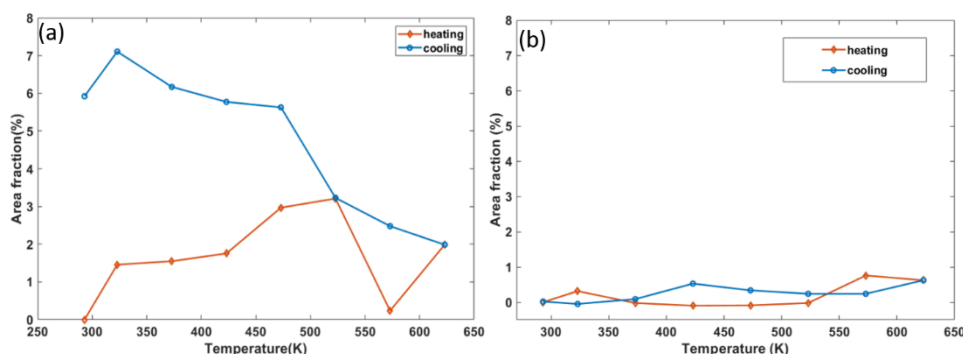 (a)
heating
cooling
8
7
6
5
4
3
2
1
0
Area fraction(%)
250 300 350 400 450 500 550 600 650
Temperature(K)
(b)
heating
cooling
8
7
6
5
4
3
2
1
0
Area fraction (%)
250 300 350 400 450 500 550 600 650
Temperature (K)